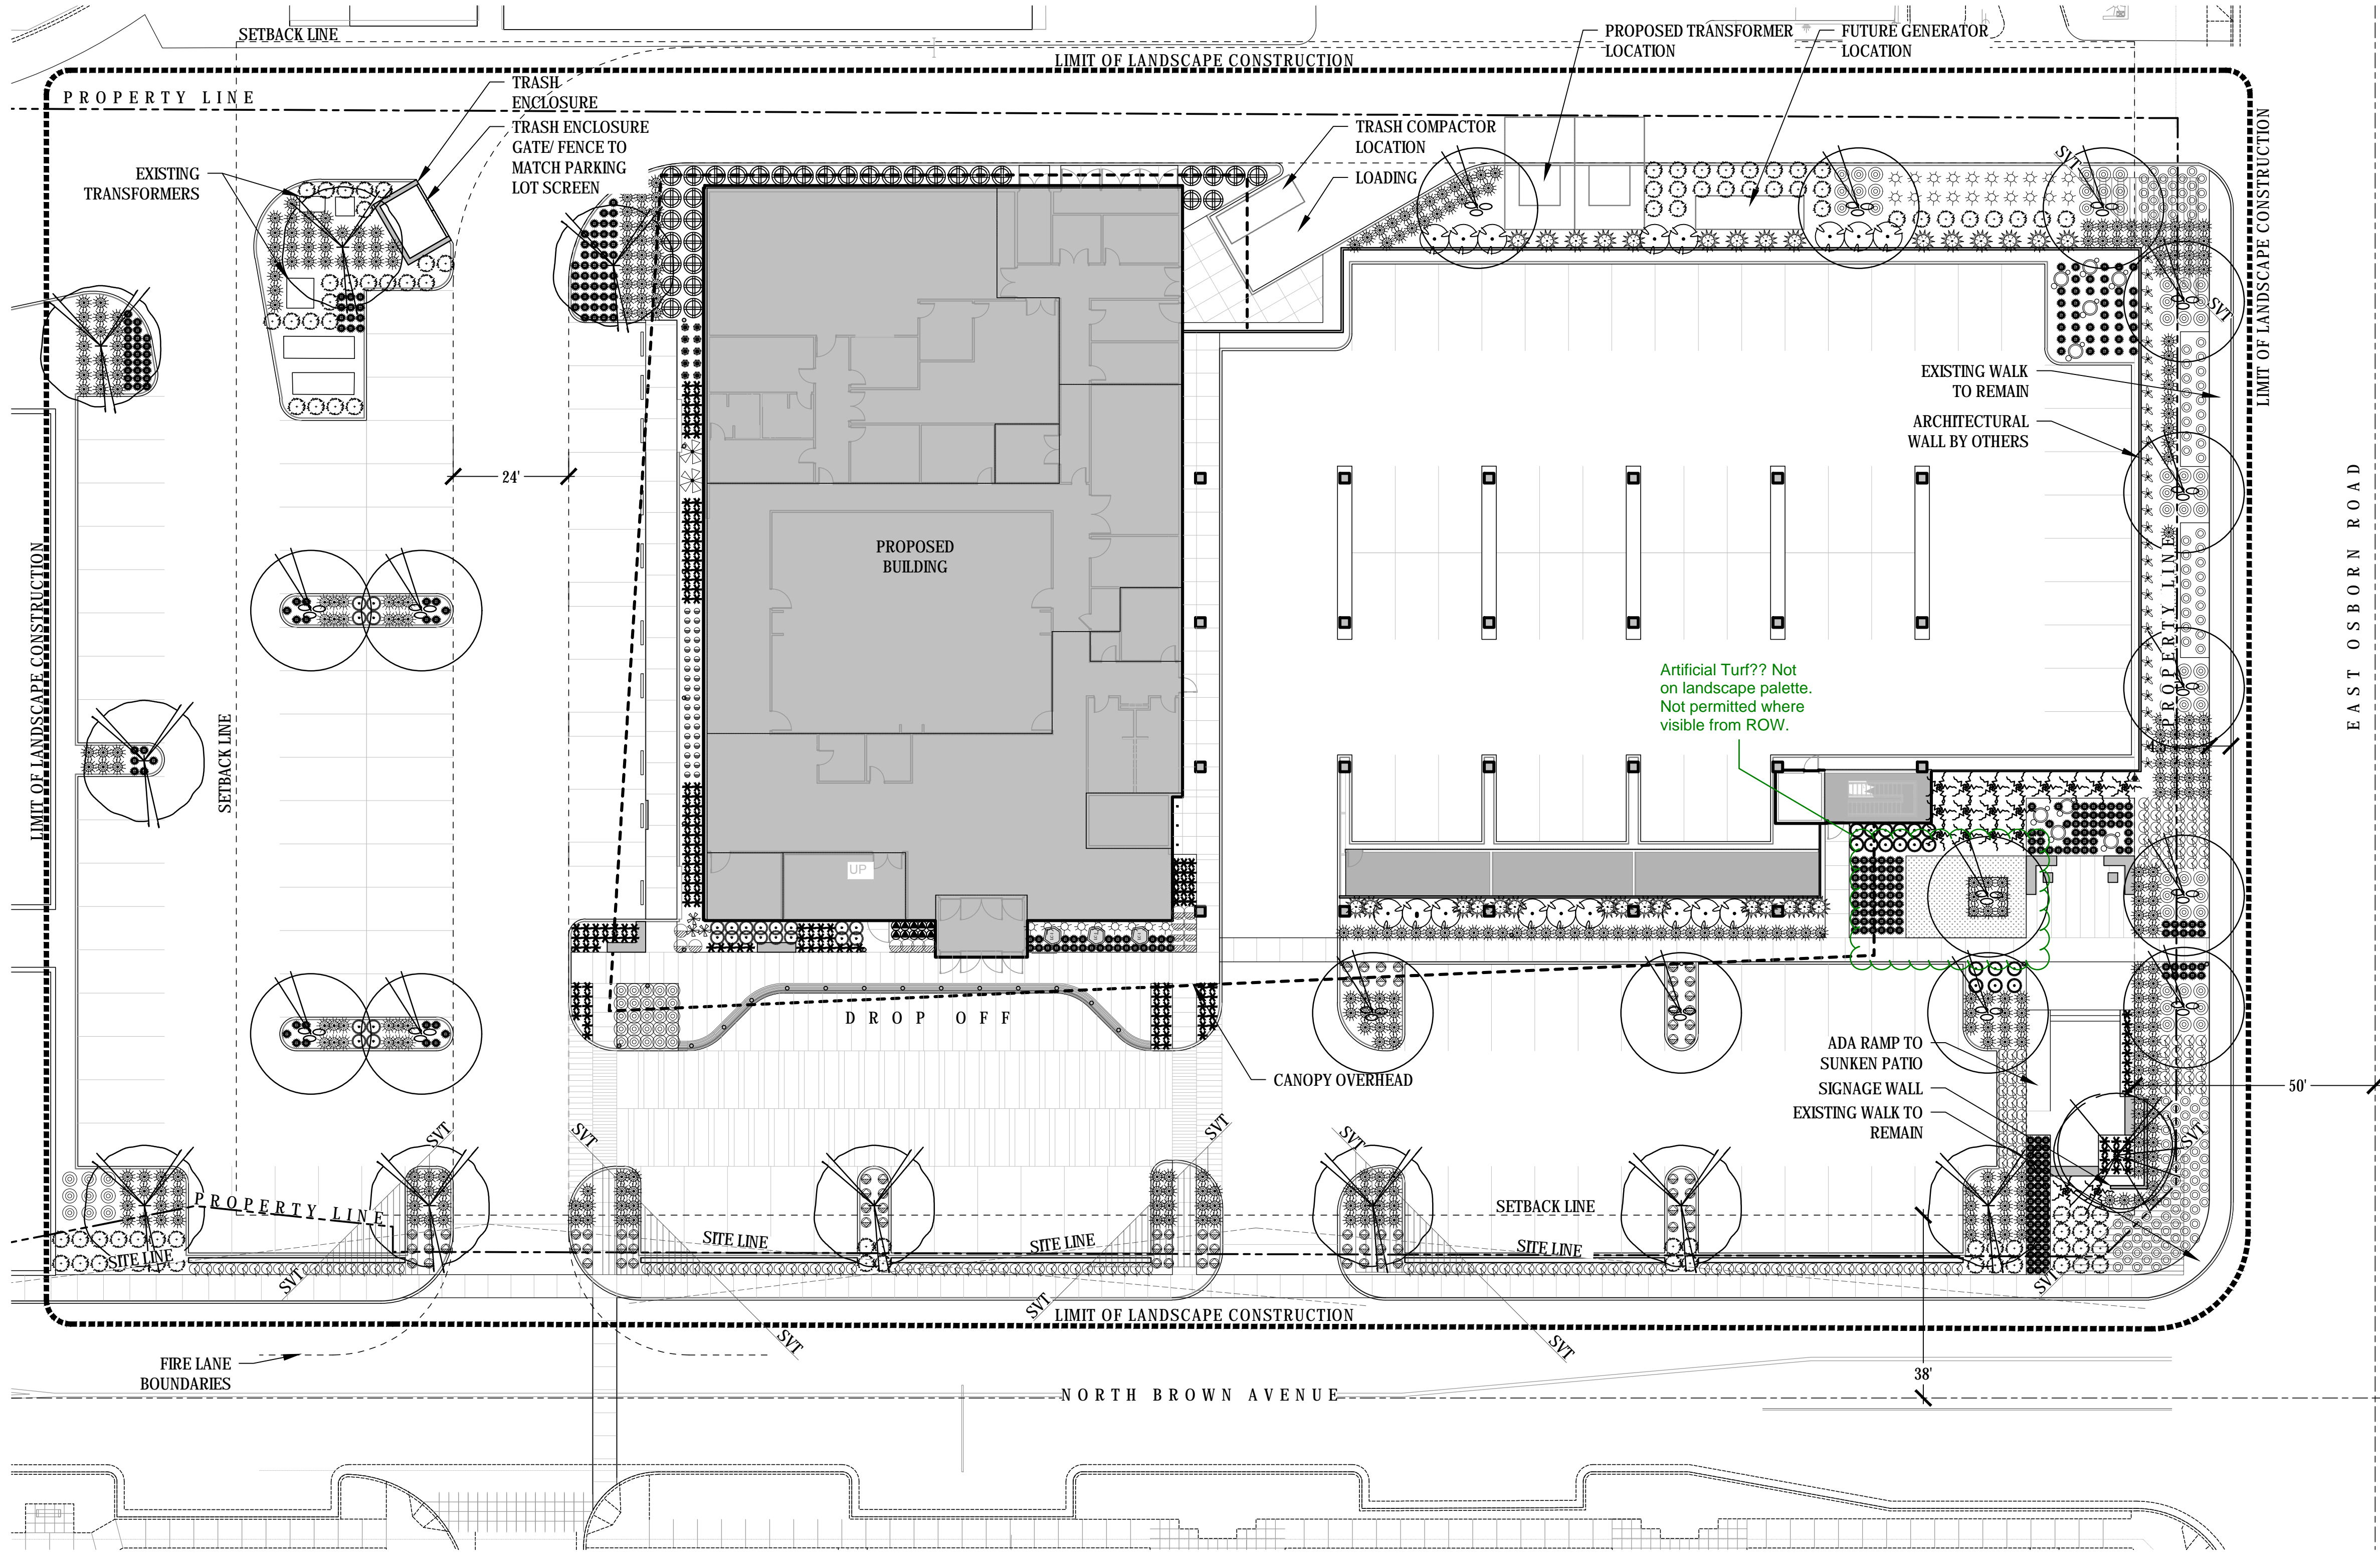 SETBACK LINE
LIMIT OF LANDSCAPE CONSTRUCTION
PROPOSED TRANSFORMER
LOCATION
FUTURE GENERATOR
LOCATION
PROPERTY LINE
TRASH
ENCLOSURE
TRASH ENCLOSURE
GATE/ FENCE TO
MATCH PARKING
LOT SCREEN
EXISTING
TRANSFORMERS
TRASH COMPACTOR
LOCATION
LOADING
SVT
SVT
LIMIT OF LANDSCAPE CONSTRUCTION
EXISTING WALK
TO REMAIN
ARCHITECTURAL
WALL BY OTHERS
24'
EAST OSBORN ROAD
PROPOSED
BUILDING
LIMIT OF LANDSCAPE CONSTRUCTION
PROPERTY LINE
SETBACK LINE
Artificial Turf?? Not
on landscape palette.
Not permitted where
visible from ROW.
UP
DROP OFF
ADA RAMP TO
SUNKEN PATIO
SIGNAGE WALL
EXISTING WALK TO
REMAIN
CANOPY OVERHEAD
50'
SVT
SVT
SVT
SVT
SVT
PROPERTY LINE
SETBACK LINE
SITE LINE
SITE LINE
SITE LINE
SITE LINE
SVT
SVT
SVT
LIMIT OF LANDSCAPE CONSTRUCTION
SVT
SVT
FIRE LANE
BOUNDARIES
38'
NORTH BROWN AVENUE